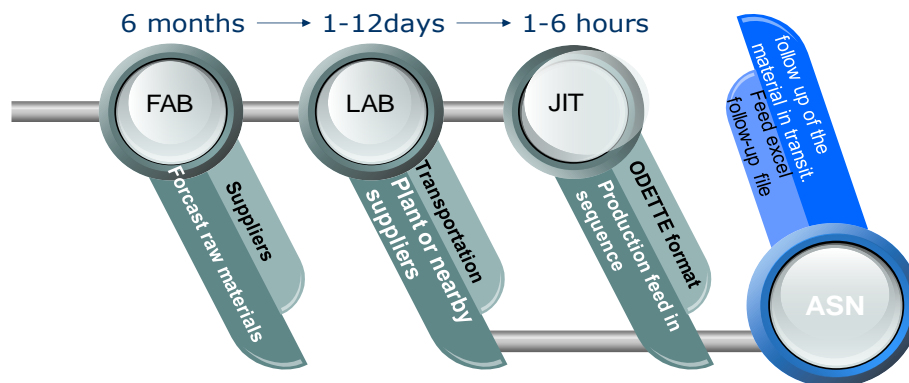 6 months
1-12days
1-6 hours
FAB
LAB
JIT
Suppliers
Forcast raw materials
Transportation
Plant or nearby
suppliers
ODETTE format
Production feed in
sequence
follow up of the
material in transit.
Feed excel
follow-up file
ASN